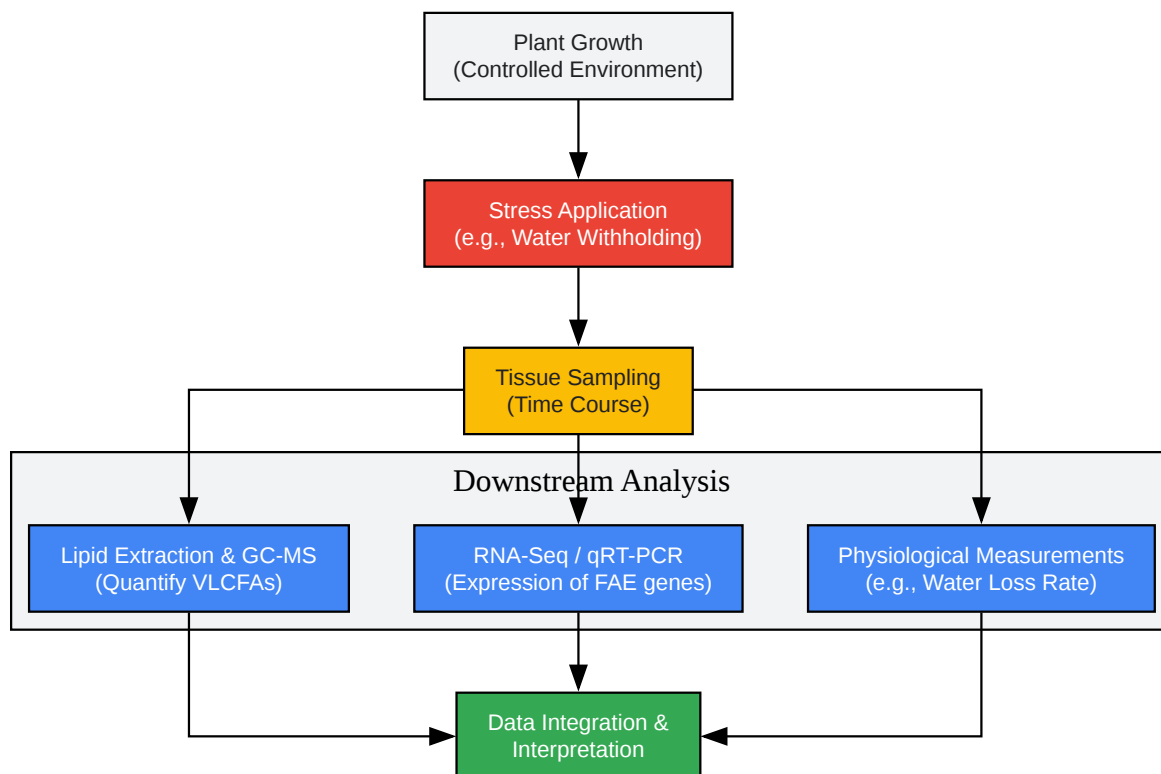 Plant Growth
(Controlled Environment)
Stress Application
(e.g., Water Withholding)
Tissue Sampling
(Time Course)
Downstream Analysis
Lipid Extraction & GC-MS
(Quantify VLCFAs)
RNA-Seq / qRT-PCR
(Expression of FAE genes)
Physiological Measurements
(e.g., Water Loss Rate)
Data Integration &
Interpretation